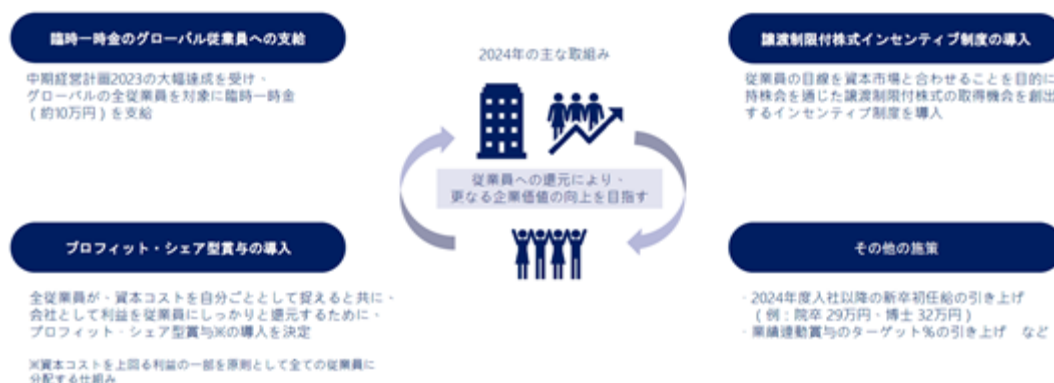 臨時一時金のグローバル従業員への支給
中期経営計画2023の大幅達成を受け、
グローバルの全従業員を対象に臨時一時金
(約10万円)を支給
2024年の主な取組み
従業員への還元により、
更なる企業価値の向上を目指す
譲渡制限付株式インセンティブ制度の導入
従業員の目線を資本市場と合わせることを目的に
持株会を通じた譲渡制限付株式の取得機会を創出
するインセンティブ制度を導入
プロフィット・シェア型賞与の導入
全従業員が、資本コストを自分ごととして捉えると共に、
会社として利益を従業員にしっかりと還元するために、
プロフィット・シェア型賞与※の導入を決定
※資本コストを上回る利益の一部を原則として全ての従業員に
分配する仕組み
その他の施策
・2024年度入社以降の新卒初任給の引き上げ
(例:院卒 29万円、博士 32万円)
・業績連動賞与のターゲット%の引き上げ など